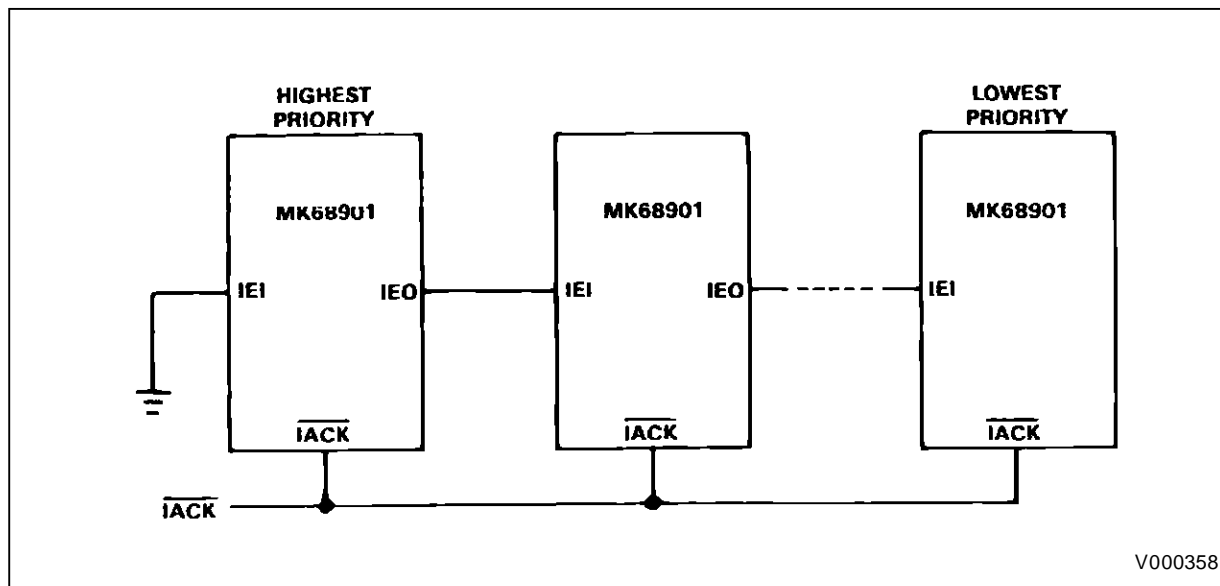 HIGHEST
PRIORITY
LOWEST
PRIORITY
MK68901
MK68901
MK68901
IEI
IEO
IEI
IEO
IEI
IACK
IACK
IACK
IACK
V000358